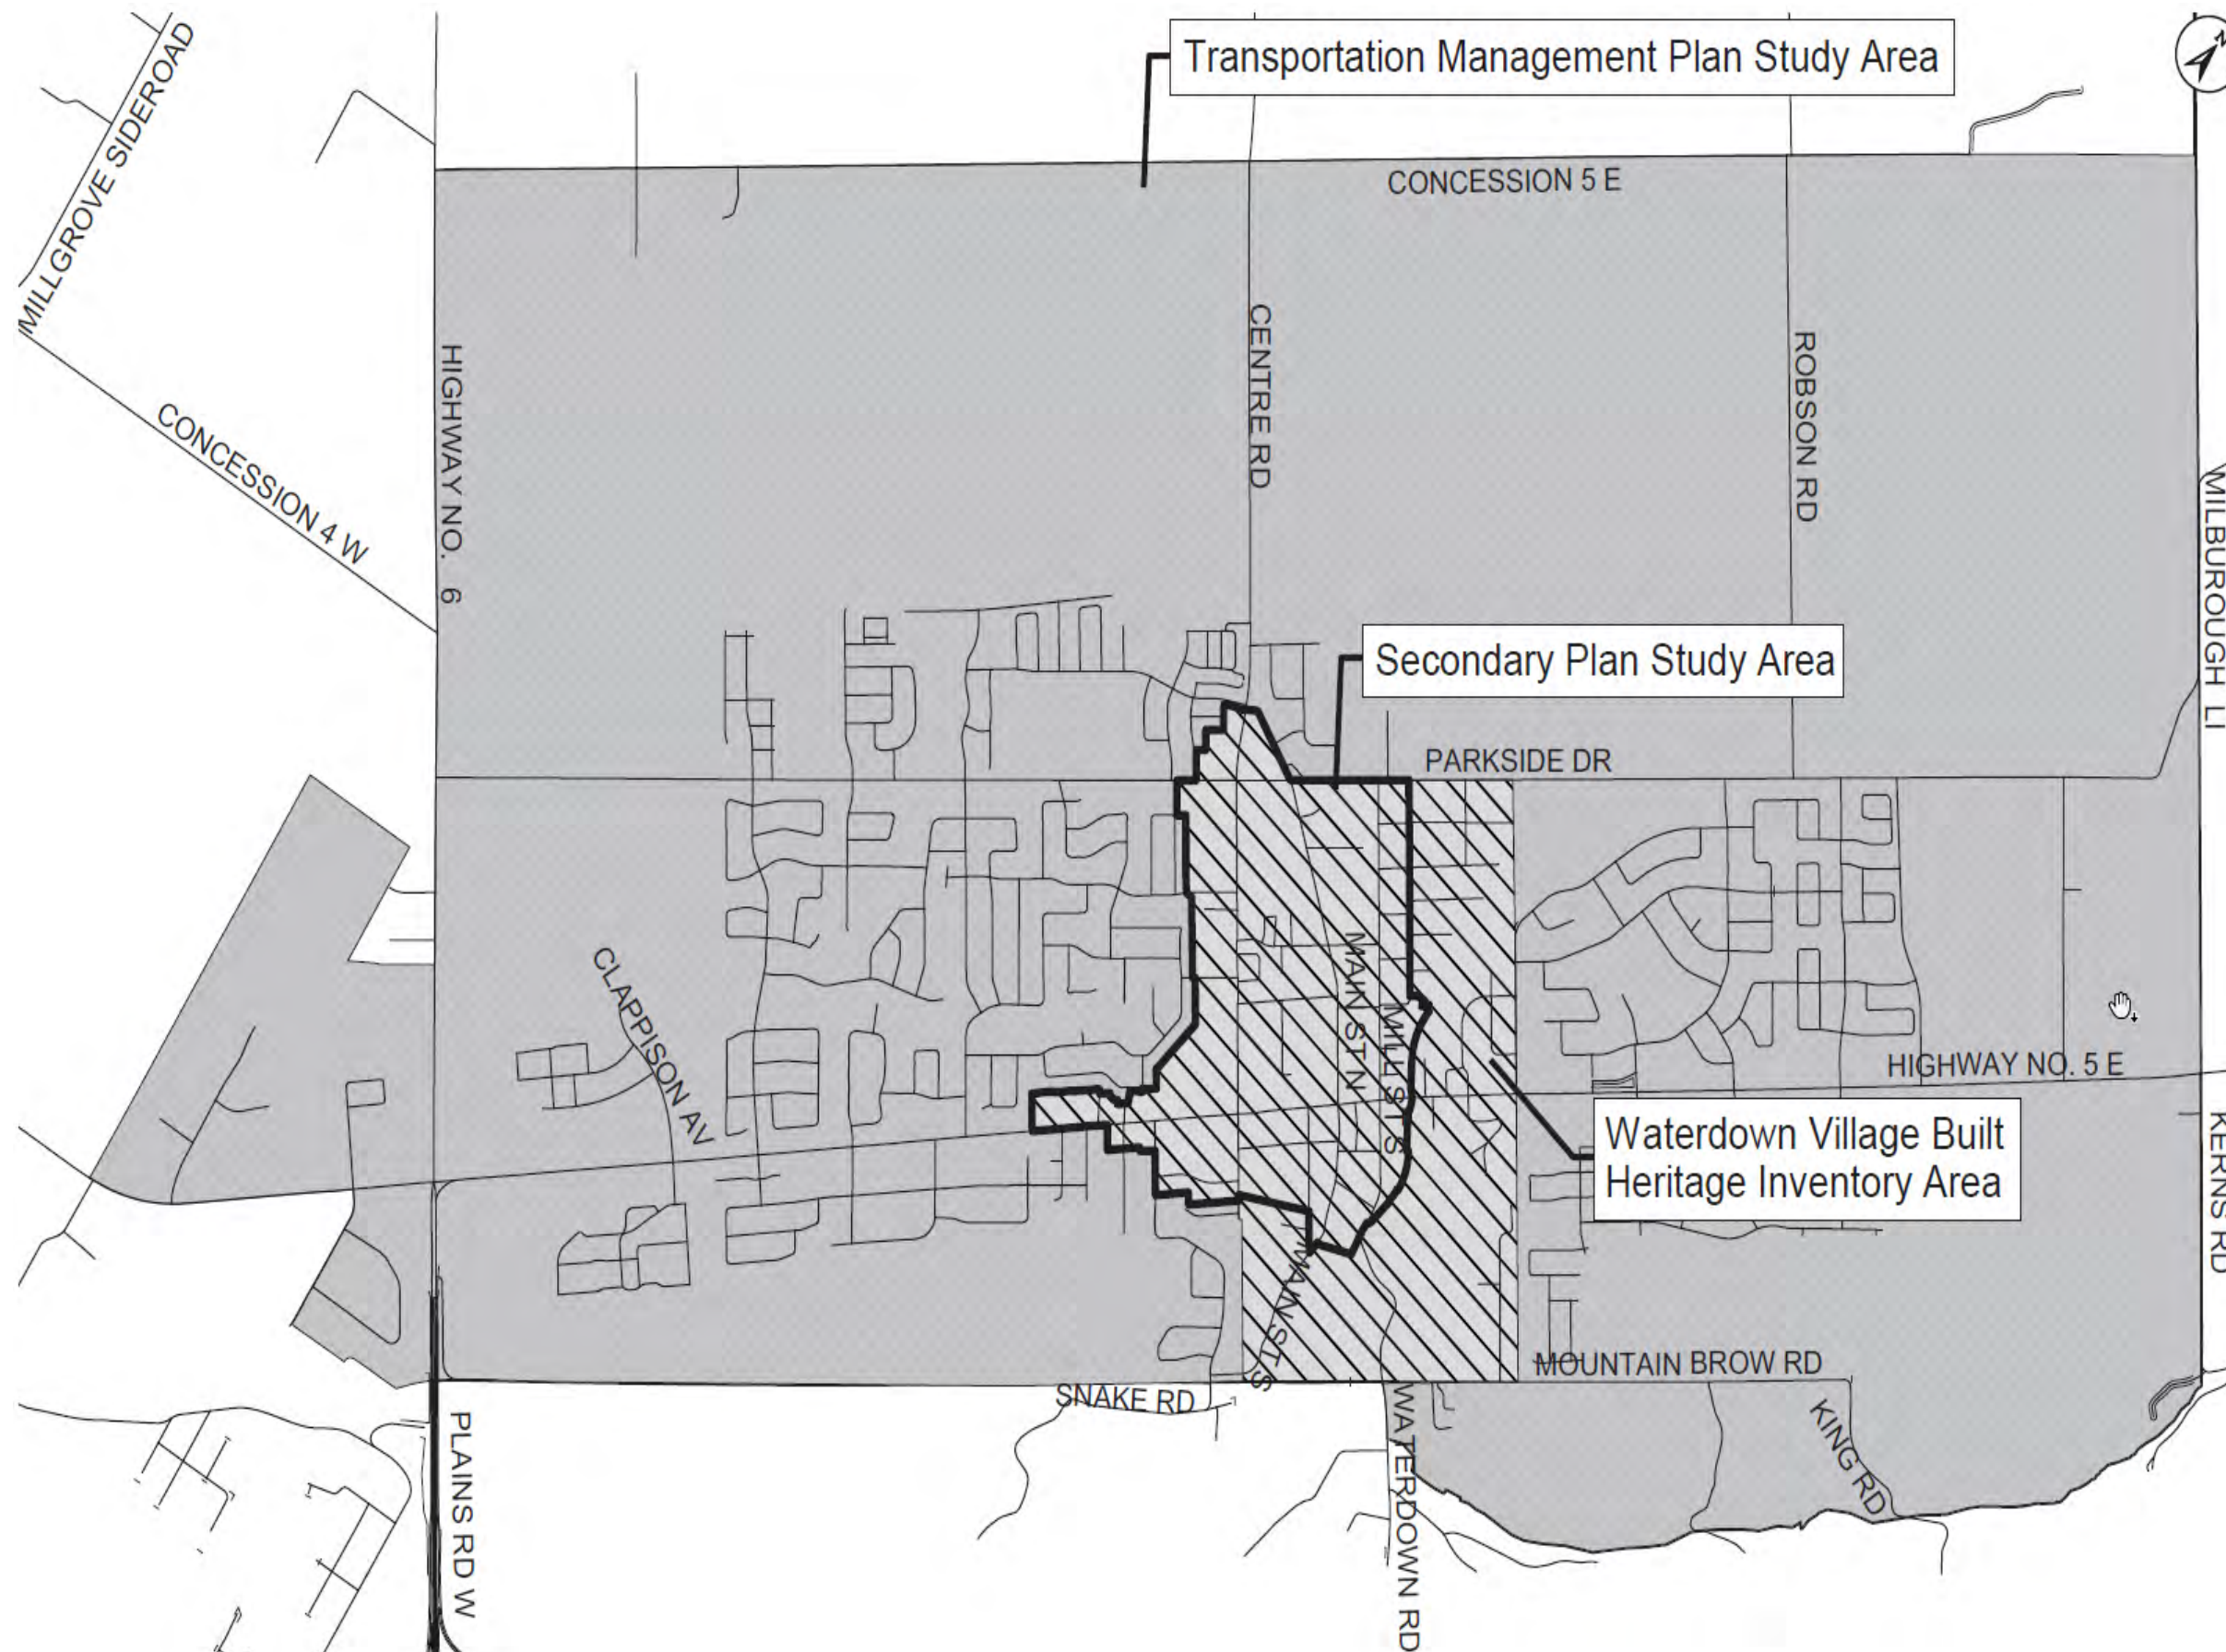 Transportation Management Plan Study Area
N
MILLGROVE SIDEROAD
CONCESSION 5 E
CENTRE RD
ROBSON RD
HIGHWAY NO. 6
CONCESSION 4 W
MILBUROUGH LI
Secondary Plan Study Area
PARKSIDE DR
CLAPPISON AV
MAIN ST N
MILL ST S
HIGHWAY NO. 5 E
Waterdown Village Built
Heritage Inventory Area
KERNS RD
MAIN ST S
MOUNTAIN BROW RD
SNAKE RD
KING RD
PLAINS RD W
WATERDOWN RD